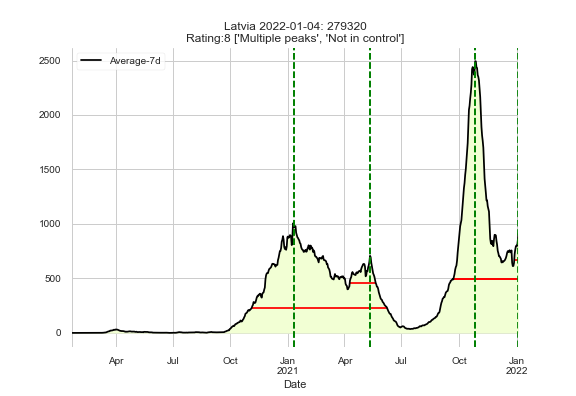 Latvia 2022-01-04: 279320
Rating:8 ['Multiple peaks', 'Not in control']
Average-7d
2500
2000
1500
1000
500
0
Apr
Jul
Oct
Jan
2021
Apr
Jul
Oct
Jan
2022
Date